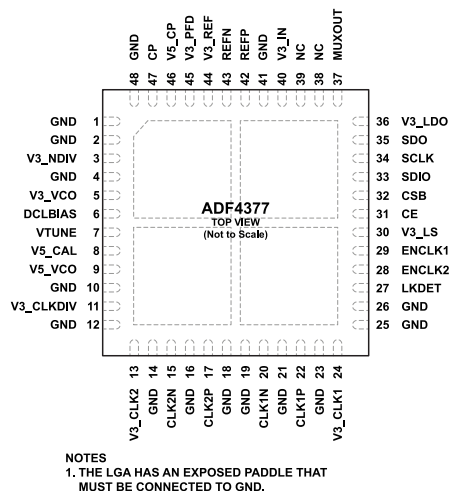 GND
CP
V5_CP
V3_PFD
V3_REF
REFN
REFP
GND
V3_IN
NC
NC
MUXOUT
48 47 46 45 44 43 42 41 40 39 38 37
GND 1
GND 2
V3_NDIV 3
GND 4
V3_VCO 5
DCLBIAS 6
VTUNE 7
V5_CAL 8
V5_VCO 9
GND 10
V3_CLKDIV 11
GND 12
ADF4377
TOP VIEW
(Not to Scale)
36 V3_LDO
35 SDO
34 SCLK
33 SDIO
32 CSB
31 CE
30 V3_LS
29 ENCLK1
28 ENCLK2
27 LKDET
26 GND
25 GND
13 14 15 16 17 18 19 20 21 22 23 24
V3_CLK2
GND
CLK2N
GND
CLK2P
GND
GND
CLK1N
GND
CLK1P
GND
V3_CLK1
NOTES
1. THE LGA HAS AN EXPOSED PADDLE THAT
MUST BE CONNECTED TO GND.